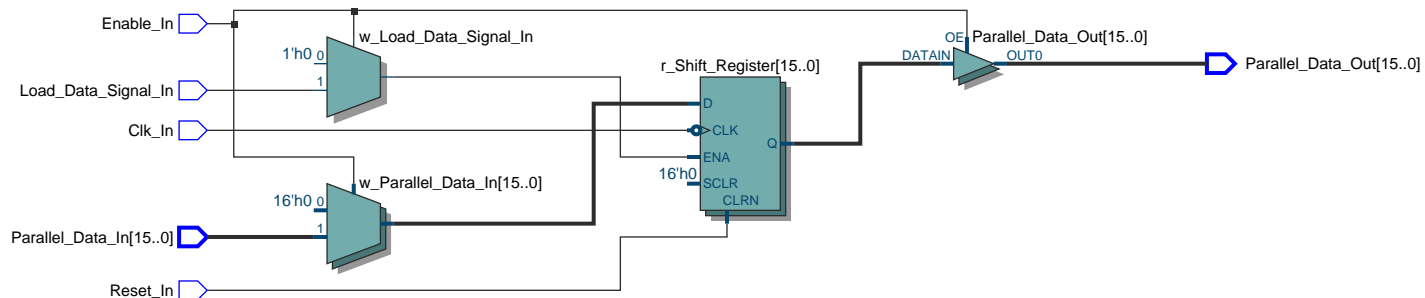 Enable_In
w_Load_Data_Signal_In
1'h0 0
1
Load_Data_Signal_In
Clk_In
w_Parallel_Data_In[15..0]
16'h0 0
1
Parallel_Data_In[15..0]
Reset_In
r_Shift_Register[15..0]
D
CLK
ENA
16'h0 SCLR
CLRN
Q
OE
Parallel_Data_Out[15..0]
DATAIN
OUT0
Parallel_Data_Out[15..0]